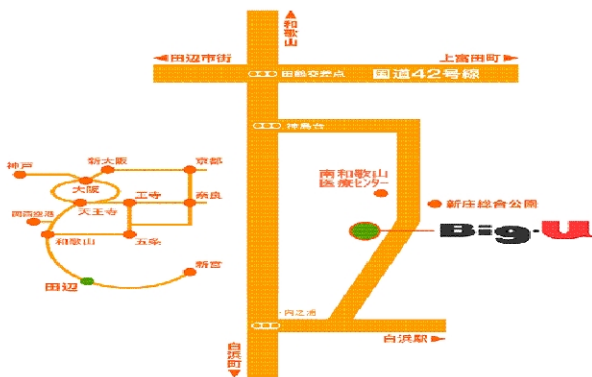 ▲和歌山
◀田辺市街
上富田町▶
田鶴交差点
国道42号線
神島台
神戸
新大阪
京都
大阪
南和歌山
医療センター
関西空港
天王寺
王寺
奈良
新庄総合公園
Big・U
和歌山
五条
新宮
田辺
内之浦
白浜駅▶
白浜町▼